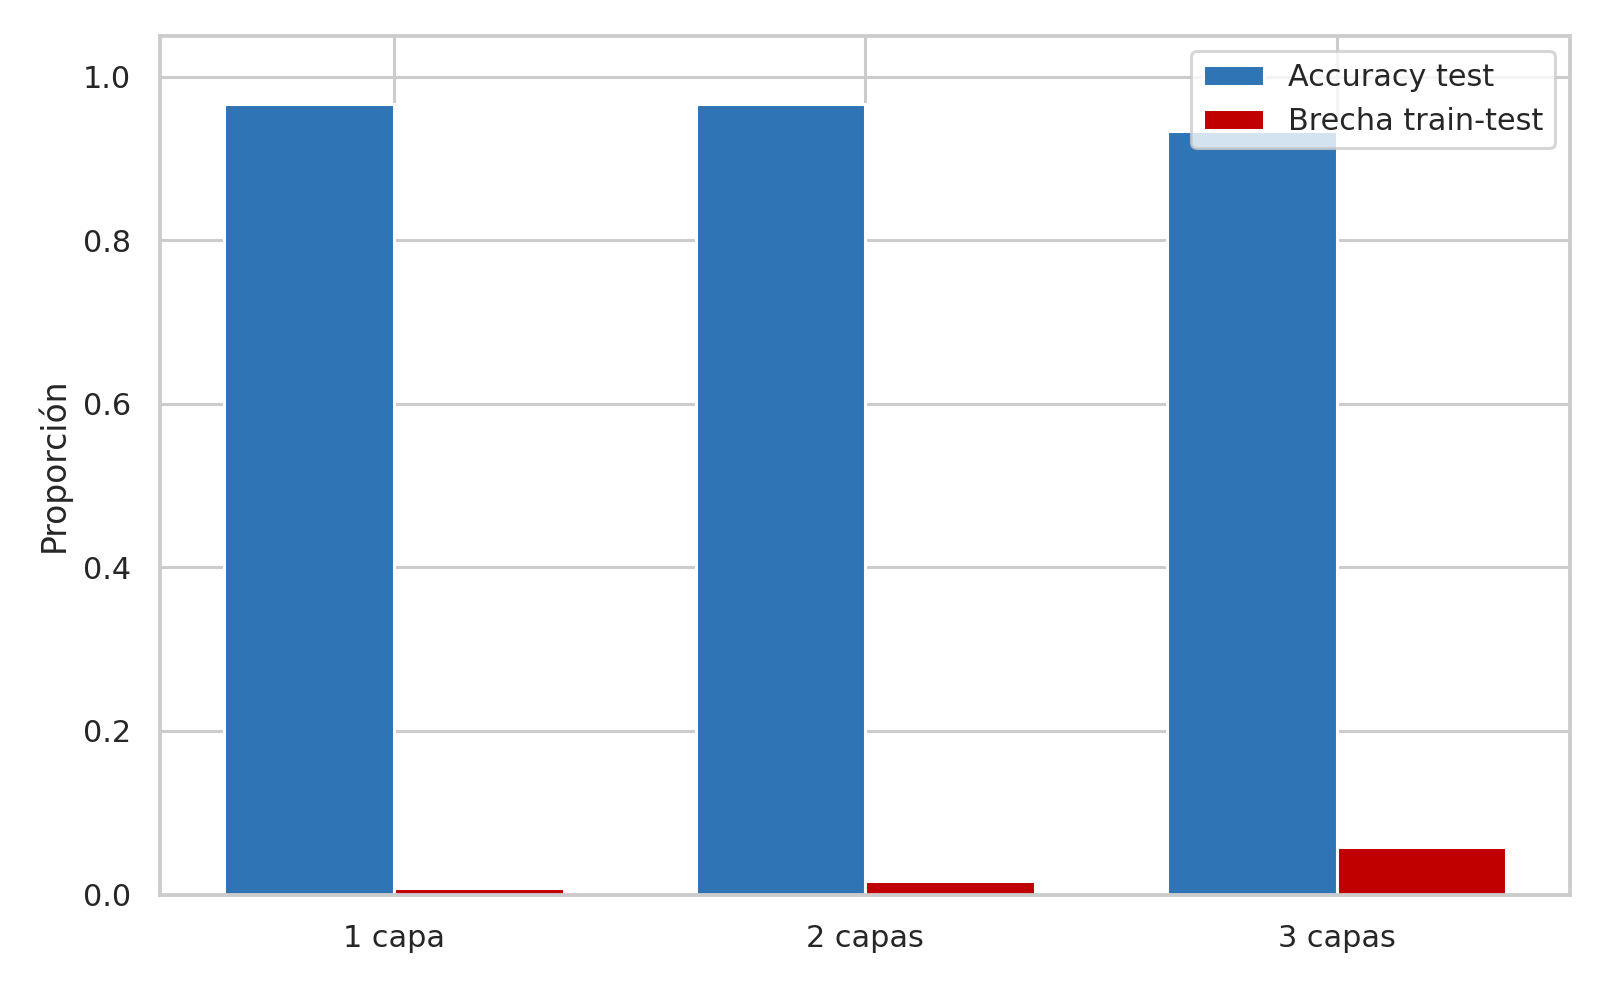 Accuracy test
Brecha train-test
Proporción
1.0
0.8
0.6
0.4
0.2
0.0
1 capa
2 capas
3 capas